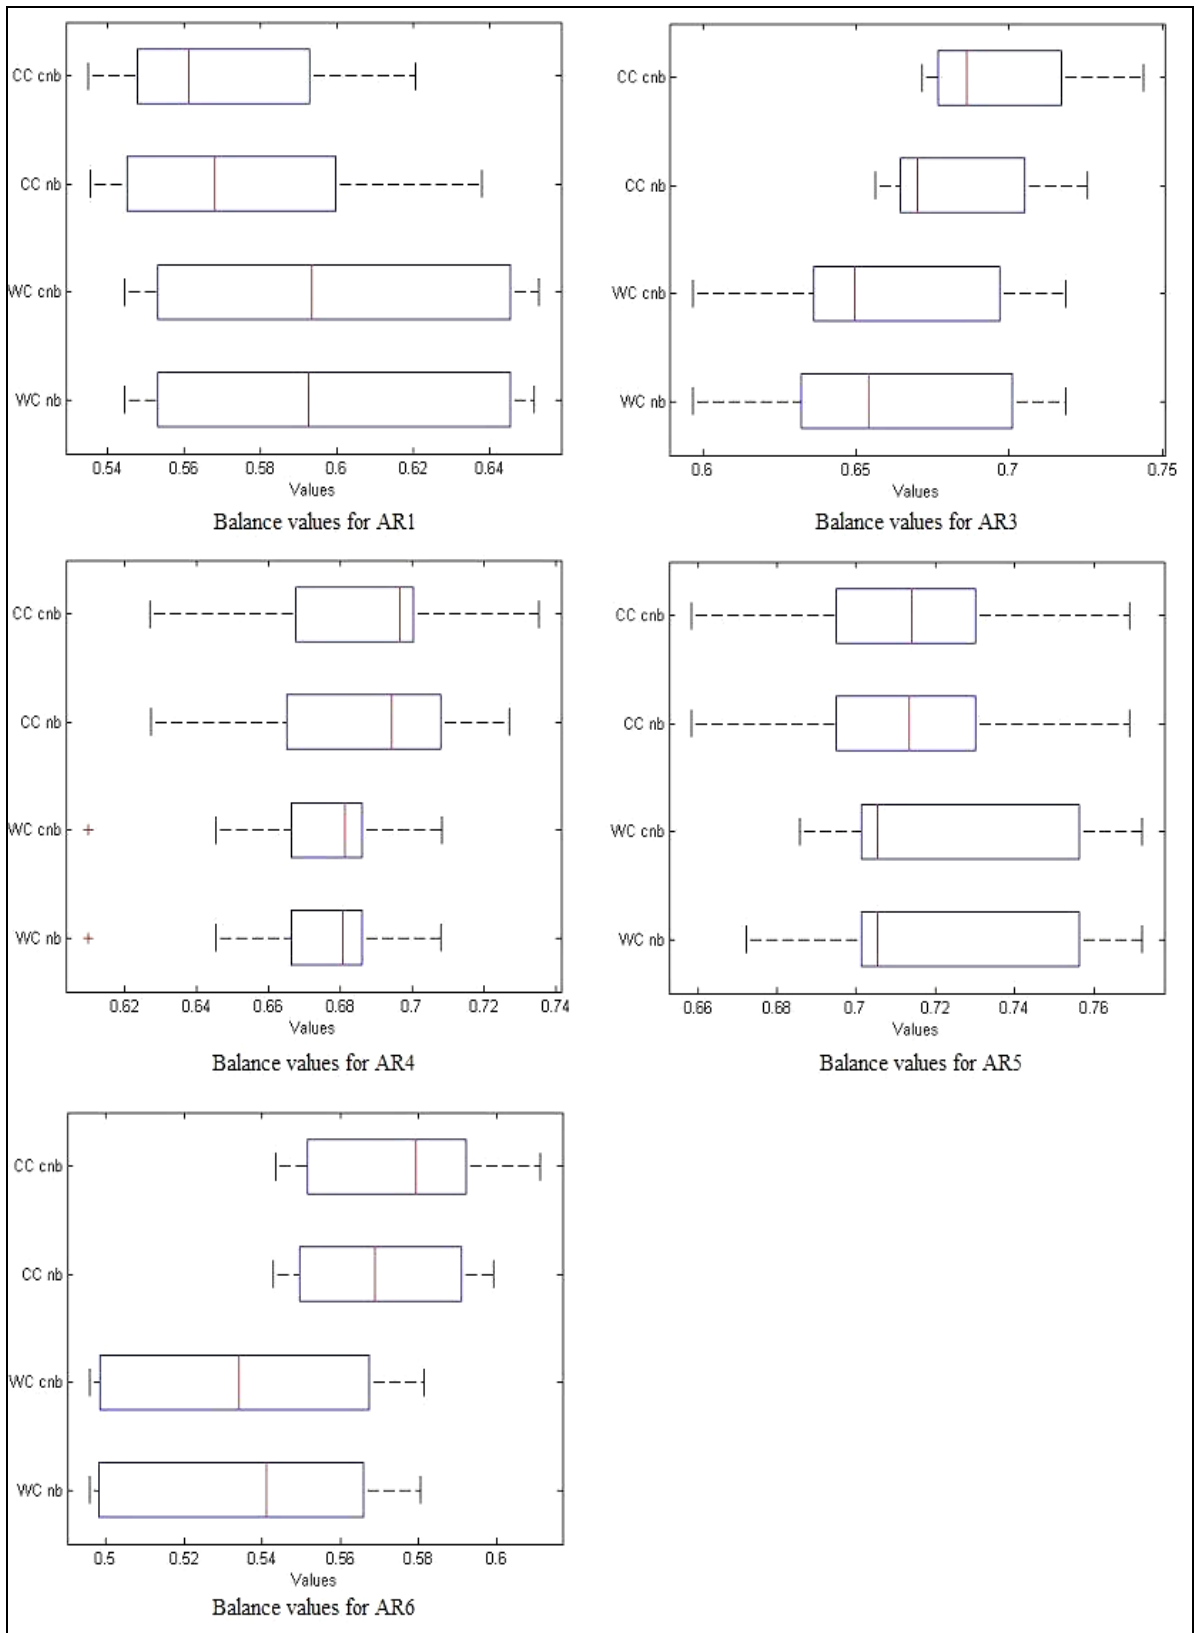 CC cnb
CC nb
WC cnb
WC nb
0.54 0.56 0.58 0.6 0.62 0.64
Values
Balance values for AR1
CC cnb
CC nb
WC cnb
WC nb
0.6 0.65 0.7 0.75
Values
Balance values for AR3
CC cnb
CC nb
WC cnb
WC nb
0.62 0.64 0.66 0.68 0.7 0.72 0.74
Values
Balance values for AR4
CC cnb
CC nb
WC cnb
WC nb
0.66 0.68 0.7 0.72 0.74 0.76
Values
Balance values for AR5
CC cnb
CC nb
WC cnb
WC nb
0.5 0.52 0.54 0.56 0.58 0.6
Values
Balance values for AR6